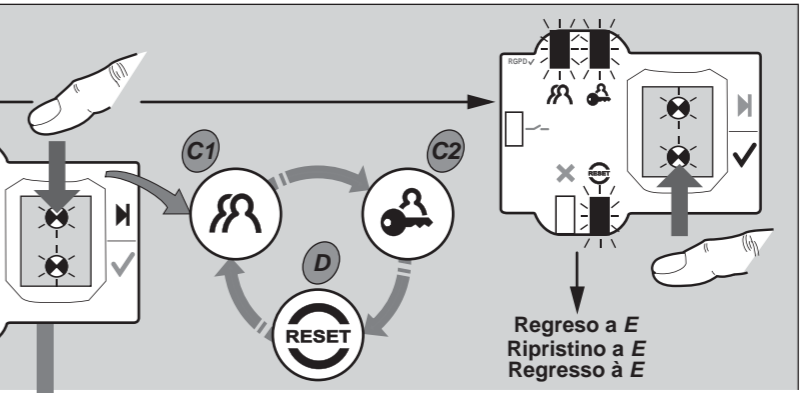 RGPD✓
C1
C2
RESET
D
RESET
Regreso a E
Ripristino a E
Regresso à E